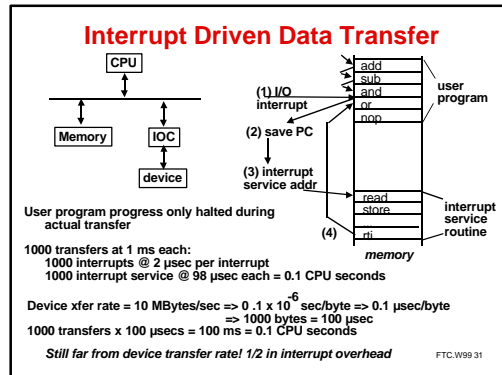 Interrupt Driven Data Transfer
CPU
Memory
IOC
device
(1) I/O
interrupt
(2) save PC
(3) interrupt
service addr
(4)
add
sub
and
or
nop
user
program
read
store
...
rti
memory
interrupt
service
routine
User program progress only halted during
actual transfer
1000 transfers at 1 ms each:
1000 interrupts @ 2 µsec per interrupt
1000 interrupt service @ 98 µsec each = 0.1 CPU seconds
Device xfer rate = 10 MBytes/sec => 0 .1 x 10-6 sec/byte => 0.1 µsec/byte
=> 1000 bytes = 100 µsec
1000 transfers x 100 µsecs = 100 ms = 0.1 CPU seconds
Still far from device transfer rate! 1/2 in interrupt overhead
FTC.W99 31